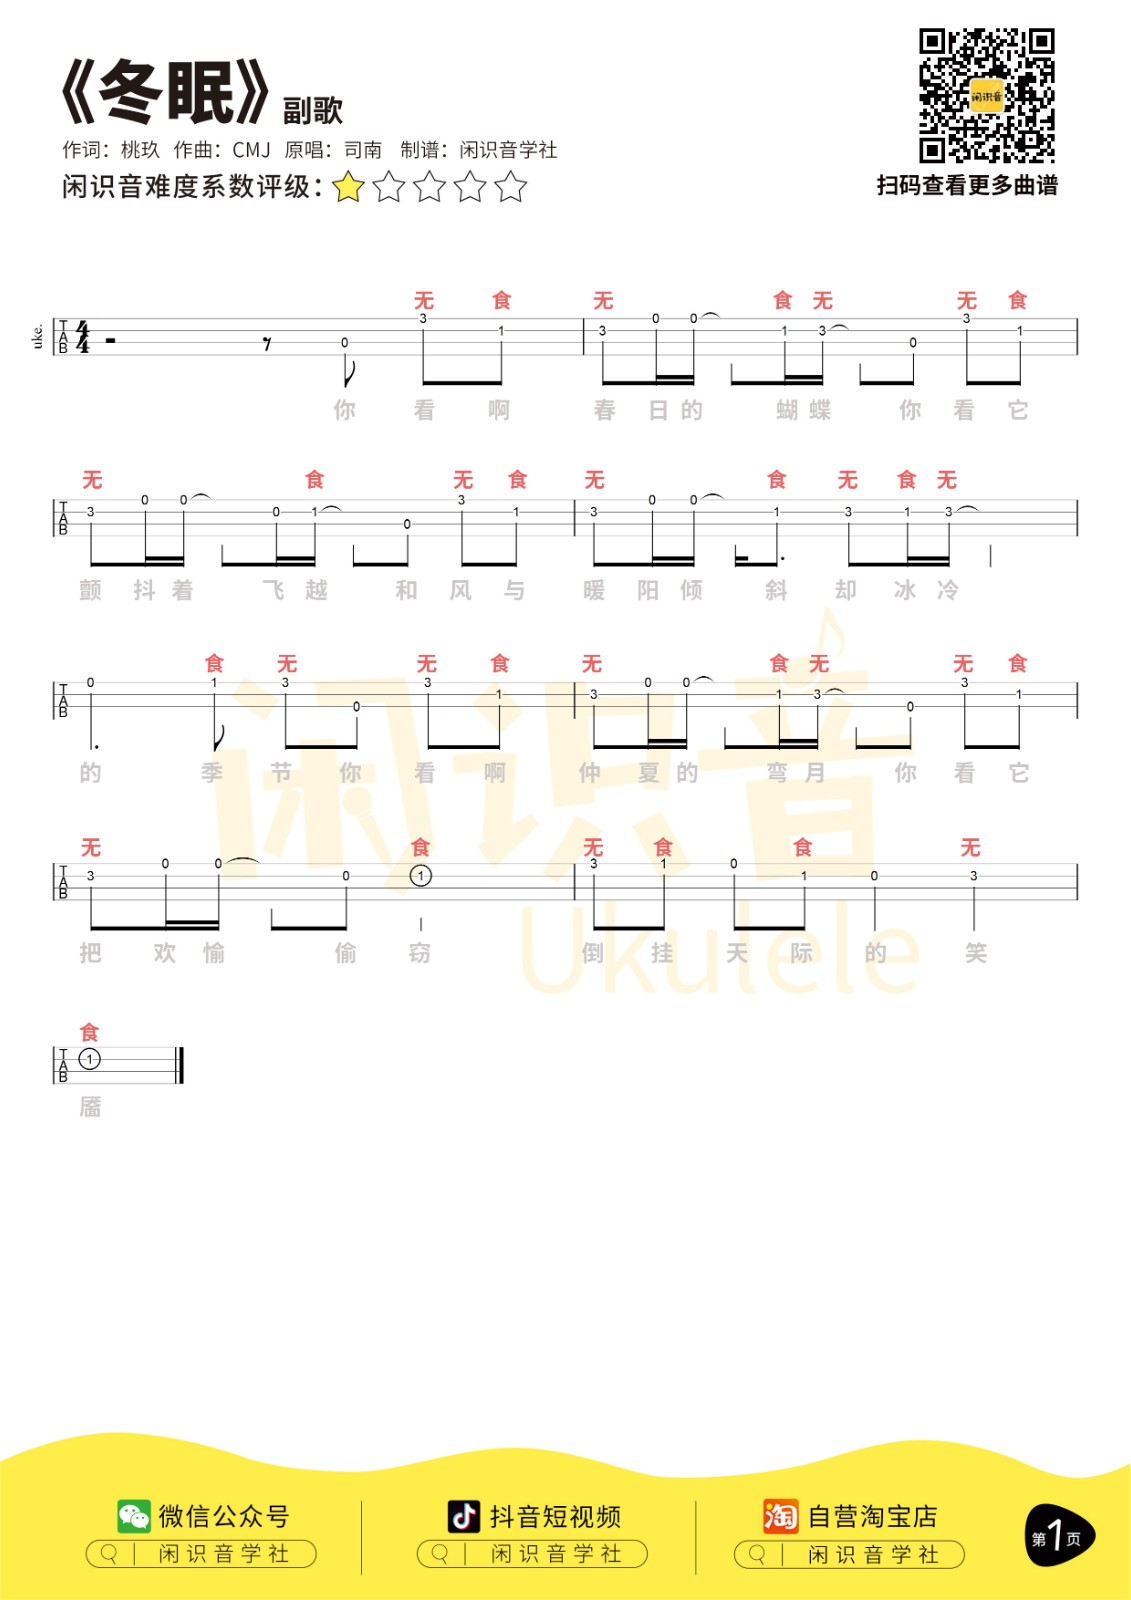 《冬眠》 副歌
闲识音
作词：桃玖 作曲：CMJ 原唱：司南 制谱：闲识音学社
闲识音难度系数评级：
扫码查看更多曲谱
无 食 无 食 无 无 食
uke.
T A B 4 4 0 3 1 3 0 0 1 3 0 3 1
你 看 啊 春 日 的 蝴 蝶 你 看 它
无 食 无 食 无 食 无 食 无
T A B 3 0 0 0 1 0 3 1 3 0 0 1 3 1 3
颤 抖 着 飞 越 和 风 与 暖 阳 倾 斜 却 冰 冷
食 无 无 食 无 食 无 无 食
T A B 0 1 3 0 3 1 3 0 0 1 3 0 3 1
的 季 节 你 看 啊 仲 夏 的 弯 月 你 看 它
闲识音
无 食 无 食 食 无
T A B 3 0 0 0 1 3 1 0 1 0 3
把 欢 愉 偷 窃 倒 挂 天 际 的 笑
Ukulele
食
T A B 1
靥
微信公众号 抖音短视频 淘 自营淘宝店
闲识音学社 闲识音学社 闲识音学社
第1页